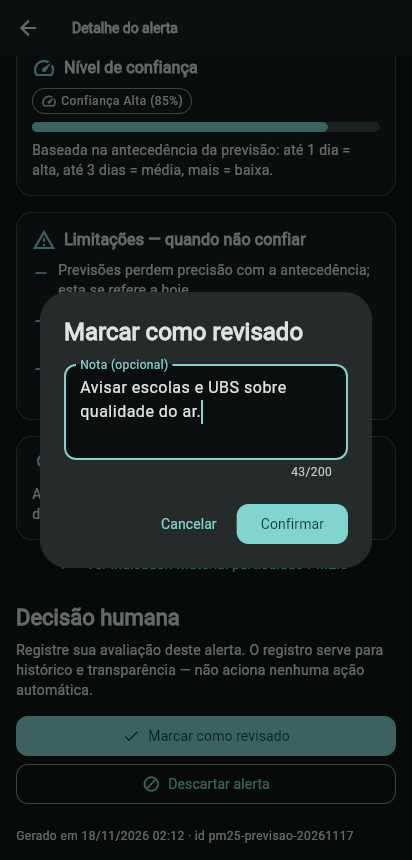 Detalhe do alerta
Nível de confiança
Confiança Alta (85%)
Baseada na antecedência da previsão: até 1 dia =
alta, até 3 dias = média, mais = baixa.
Limitações — quando não confiar
Previsões perdem precisão com a antecedência;
esta se refere a hoje
Marcar como revisado
Nota (opcional)
Avisar escolas e UBS sobre
qualidade do ar.
43/200
Cancelar
Confirmar
Decisão humana
Registre sua avaliação deste alerta. O registro serve para
histórico e transparência — não aciona nenhuma ação
automática.
Marcar como revisado
Descartar alerta
Gerado em 18/11/2026 02:12 · id pm25-previsao-20261117